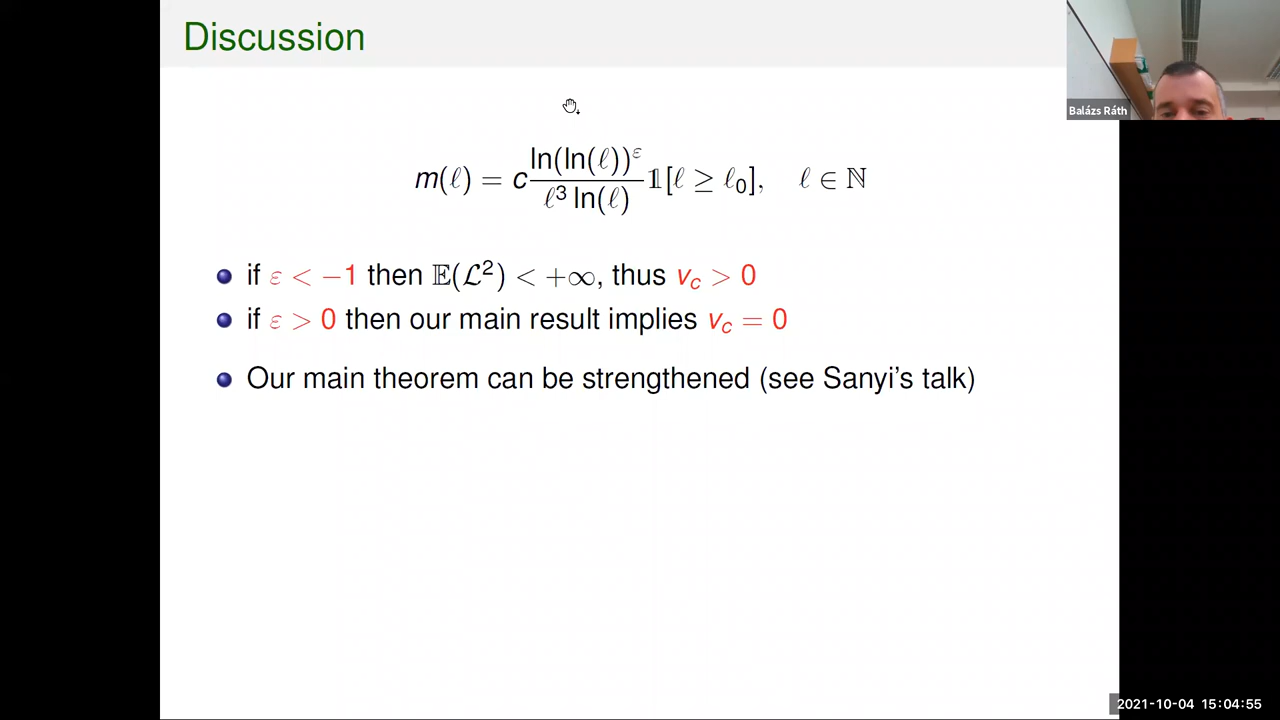 Discussion
Balázs Ráth
m(ℓ) = c ln(ln(ℓ))^ε / ℓ³ ln(ℓ) 𝟙[ℓ ≥ ℓ₀], ℓ ∈ ℕ
if ε < −1 then 𝔼(ℒ²) < +∞, thus v_c > 0
if ε > 0 then our main result implies v_c = 0
Our main theorem can be strengthened (see Sanyi's talk)
2021-10-04 15:04:55